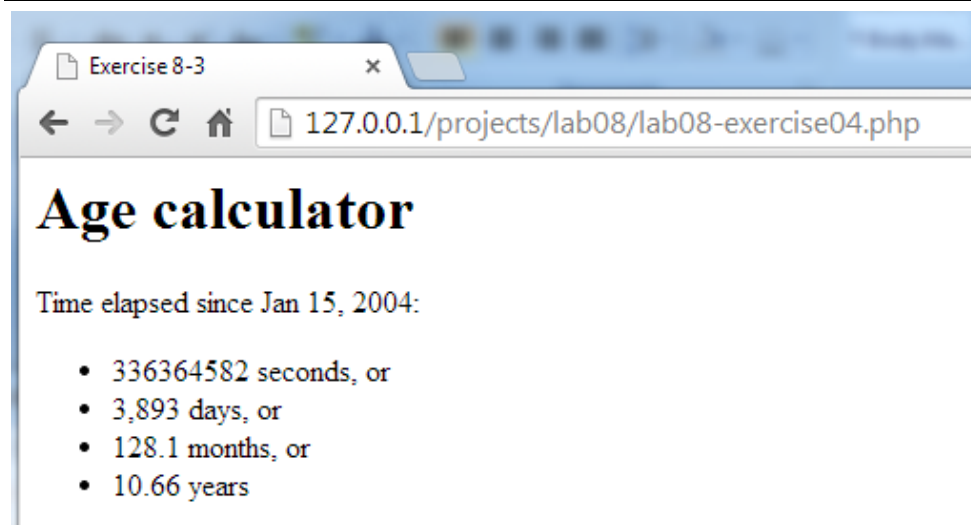 Exercise 8-3
127.0.0.1/projects/lab08/lab08-exercise04.php
Age calculator
Time elapsed since Jan 15, 2004:
336364582 seconds, or
3,893 days, or
128.1 months, or
10.66 years